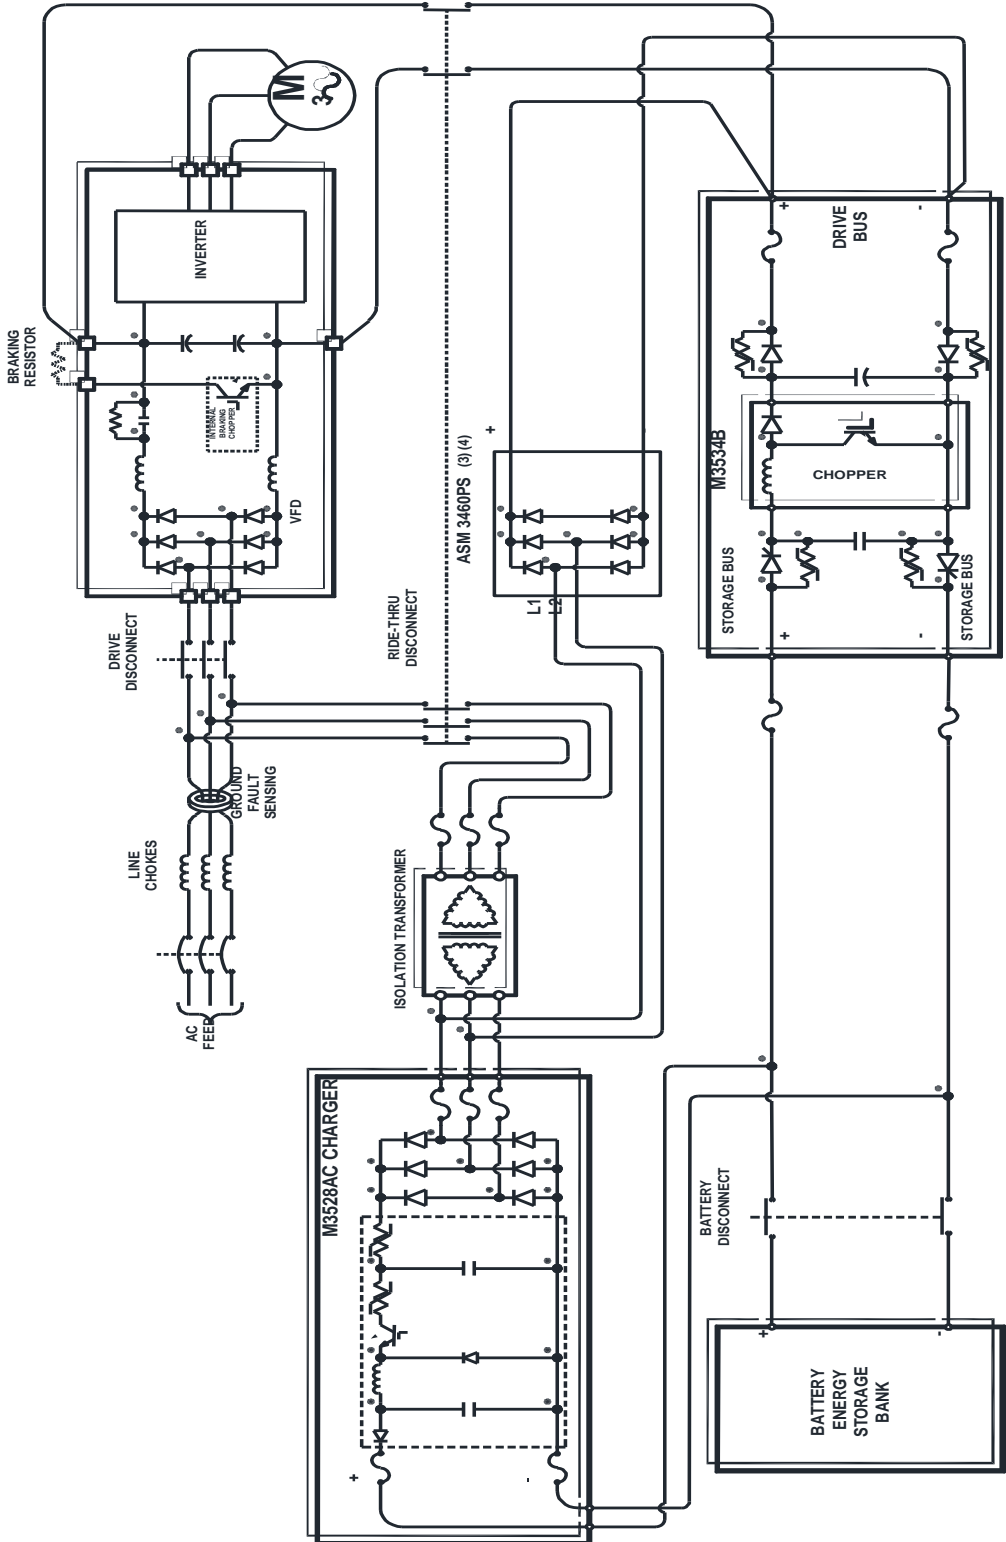 M
3
INVERTER
BRAKING
RESISTOR
INTERNAL
BRAKING
CHOPPER
VFD
DRIVE
DISCONNECT
GROUND
FAULT
SENSING
LINE
CHOKES
AC
FEED
RIDE-THRU
DISCONNECT
ASM 3460PS (3) (4)
+
L1
L2
ISOLATION TRANSFORMER
M3528AC CHARGER
+
-
+
-
DRIVE
BUS
M3534B
CHOPPER
STORAGE BUS
STORAGE BUS
+
-
BATTERY
DISCONNECT
+
-
BATTERY
ENERGY
STORAGE
BANK